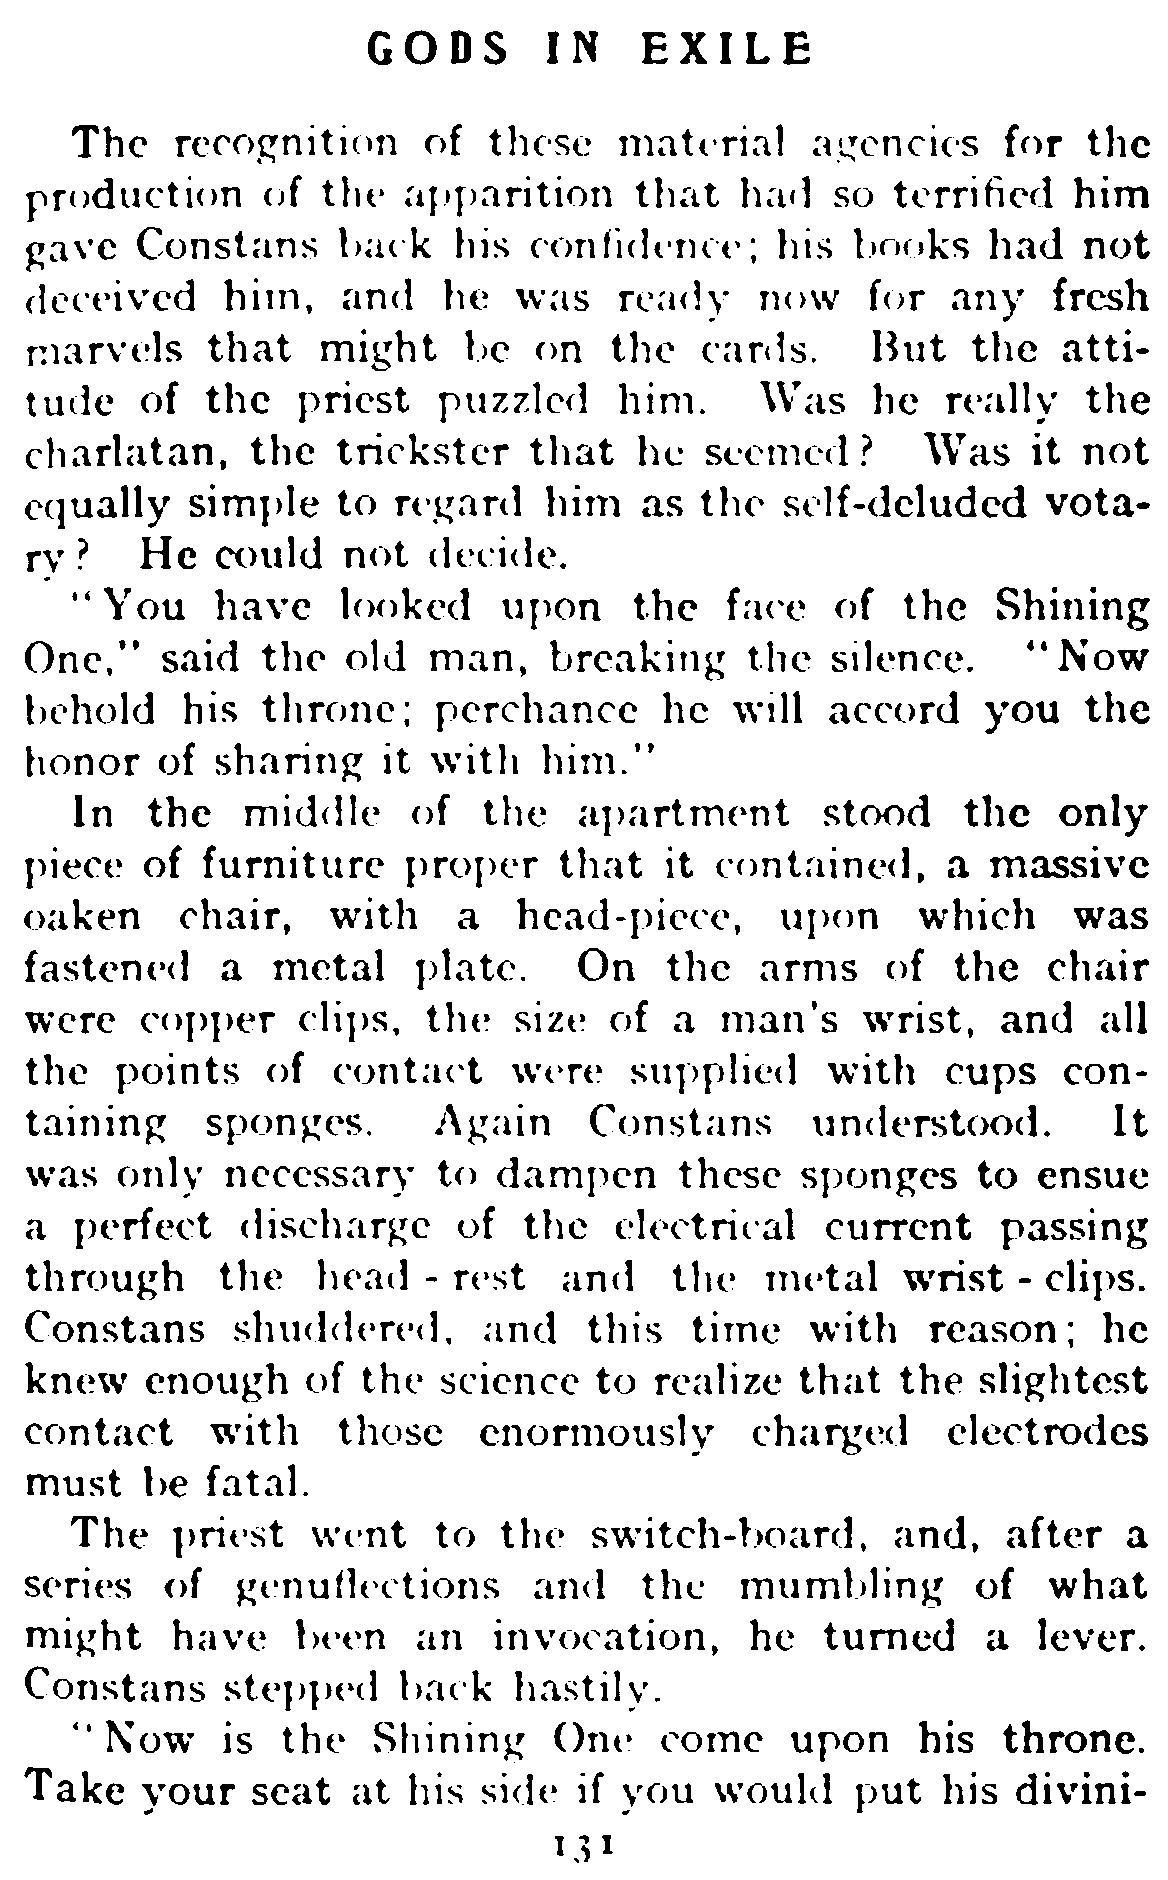 GODS IN EXILE
The recognition of these material agencies for the
production of the apparition that had so terrified him
gave Constans back his confidence; his books had not
deceived him, and he was ready now for any fresh
marvels that might be on the cards. But the atti-
tude of the priest puzzled him. Was he really the
charlatan, the trickster that he seemed? Was it not
equally simple to regard him as the self-deluded vota-
ry? He could not decide.
"You have looked upon the face of the Shining
One," said the old man, breaking the silence. "Now
behold his throne; perchance he will accord you the
honor of sharing it with him."
In the middle of the apartment stood the only
piece of furniture proper that it contained, a massive
oaken chair, with a head-piece, upon which was
fastened a metal plate. On the arms of the chair
were copper clips, the size of a man's wrist, and all
the points of contact were supplied with cups con-
taining sponges. Again Constans understood. It
was only necessary to dampen these sponges to ensue
a perfect discharge of the electrical current passing
through the head-rest and the metal wrist-clips.
Constans shuddered, and this time with reason; he
knew enough of the science to realize that the slightest
contact with those enormously charged electrodes
must be fatal.
The priest went to the switch-board, and, after a
series of genuflections and the mumbling of what
might have been an invocation, he turned a lever.
Constans stepped back hastily.
"Now is the Shining One come upon his throne.
Take your seat at his side if you would put his divini-
131